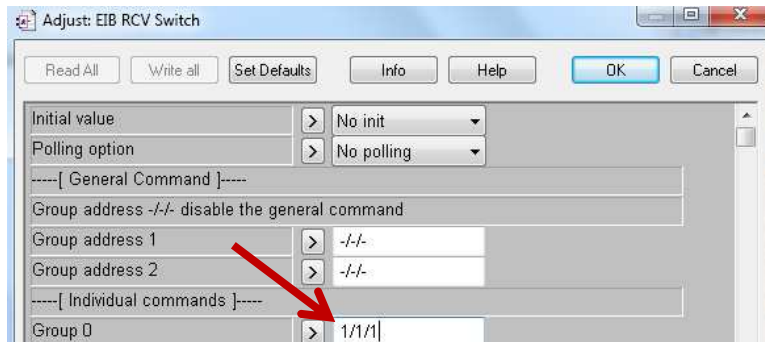 Adjust: EIB RCV Switch
Read All Write all Set Defaults Info Help OK Cancel
Initial value > No init
Polling option > No polling
-----[ General Command ]-----
Group address -/-/- disable the general command
Group address 1 > -/-/-
Group address 2 > -/-/-
-----[ Individual commands ]-----
Group 0 > 1/1/1